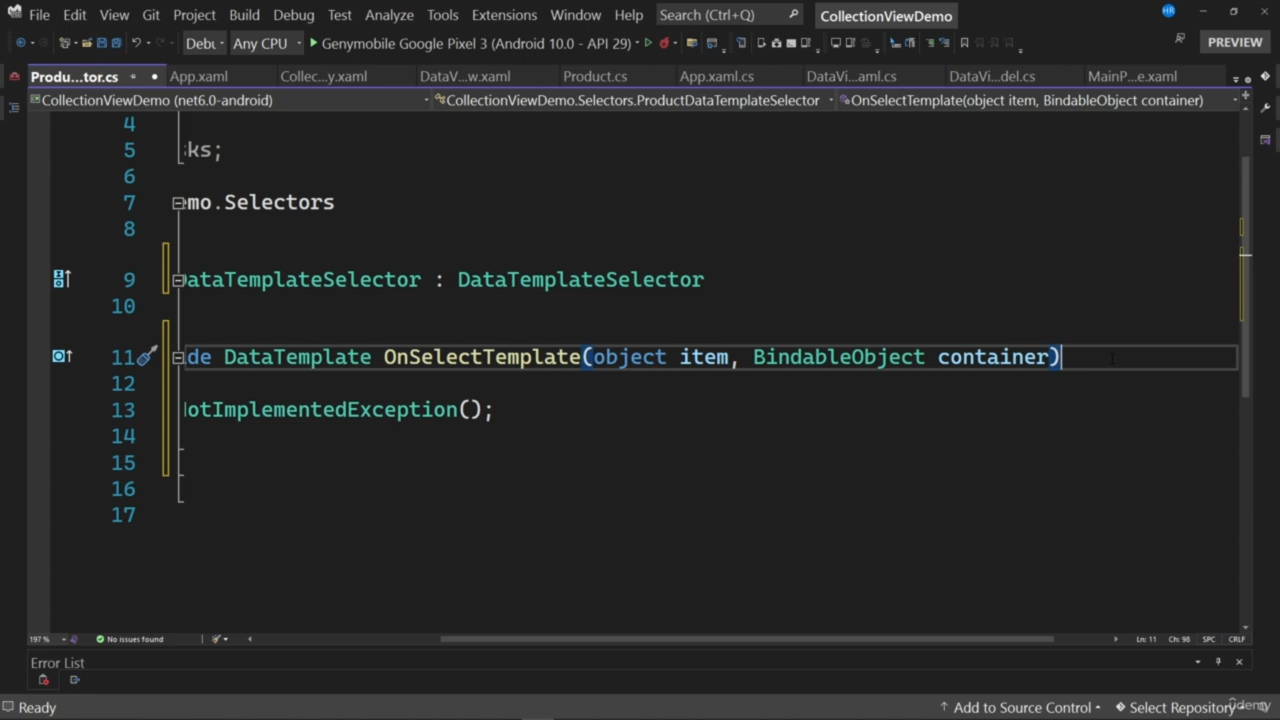 File Edit View Git Project Build Debug Test Analyze Tools Extensions Window Help Search (Ctrl+Q) CollectionViewDemo HR
Debu Any CPU Genymobile Google Pixel 3 (Android 10.0 - API 29) PREVIEW
Produ...tor.cs App.xaml Collec...y.xaml DataV...w.xaml Product.cs App.xaml.cs DataVi...aml.cs DataVi...del.cs MainP...e.xaml
CollectionViewDemo (net6.0-android) CollectionViewDemo.Selectors.ProductDataTemplateSelector OnSelectTemplate(object item, BindableObject container)
4
5 sks;
6
7 mo.Selectors
8
9 ataTemplateSelector : DataTemplateSelector
10
11 de DataTemplate OnSelectTemplate(object item, BindableObject container)
12
13 otImplementedException();
14
15
16
17
197 % No issues found Ln: 11 Ch: 98 SPC CRLF
Error List
Ready Add to Source Control Select Repository
Udemy